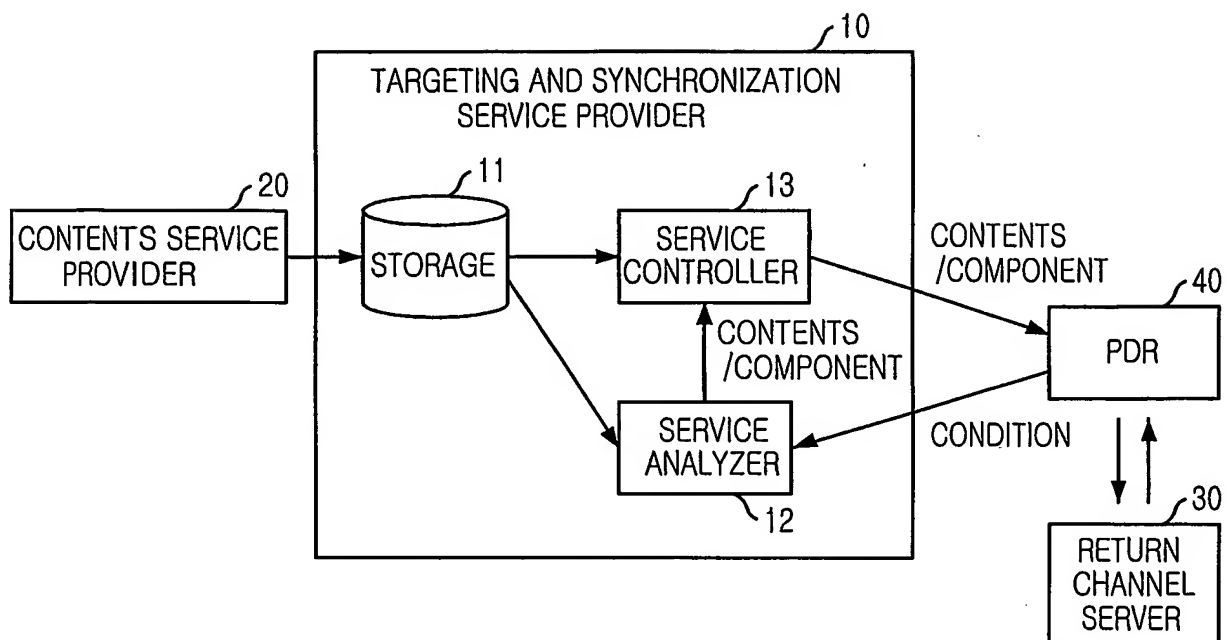 10
TARGETING AND SYNCHRONIZATION
SERVICE PROVIDER
20
CONTENTS SERVICE
PROVIDER
11
STORAGE
13
SERVICE
CONTROLLER
CONTENTS
/COMPONENT
CONTENTS
/COMPONENT
40
PDR
SERVICE
ANALYZER
12
CONDITION
30
RETURN
CHANNEL
SERVER